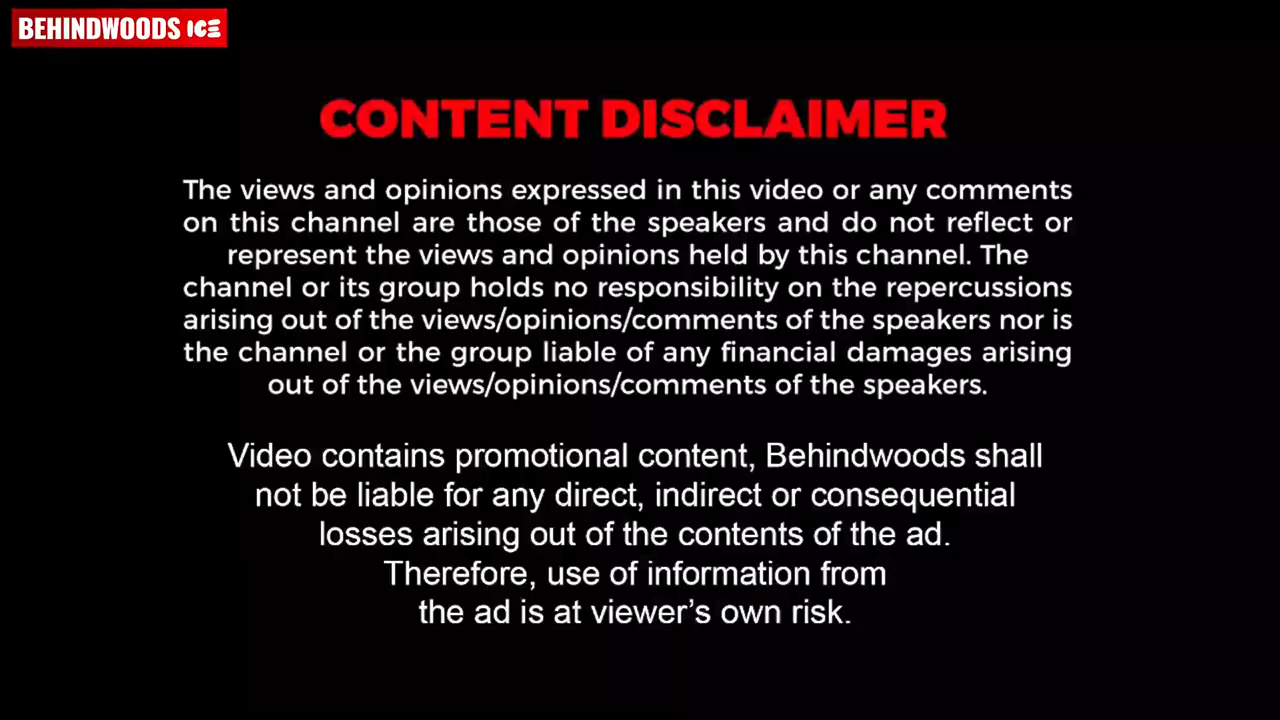 BEHINDWOODS ICE
CONTENT DISCLAIMER
The views and opinions expressed in this video or any comments
on this channel are those of the speakers and do not reflect or
represent the views and opinions held by this channel. The
channel or its group holds no responsibility on the repercussions
arising out of the views/opinions/comments of the speakers nor is
the channel or the group liable of any financial damages arising
out of the views/opinions/comments of the speakers.
Video contains promotional content, Behindwoods shall
not be liable for any direct, indirect or consequential
losses arising out of the contents of the ad.
Therefore, use of information from
the ad is at viewer’s own risk.